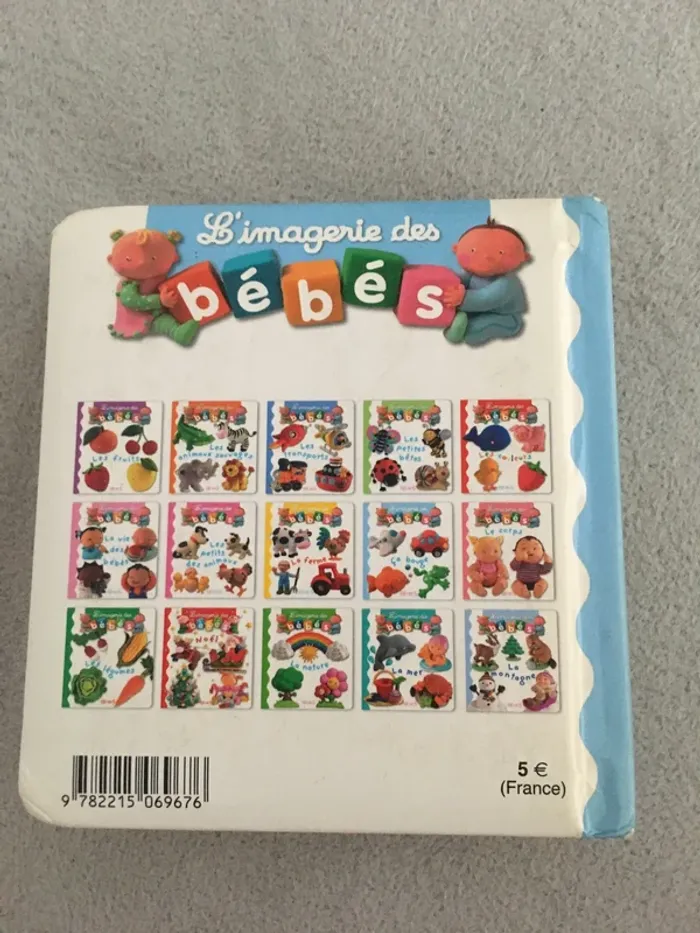 L'imagerie des
bébés
Les fruits
Les animaux sauvages
Les transports
Les petites bêtes
Les couleurs
La vie des bébés
Les petits des animaux
La ferme
Ça bouge
Le corps
Les légumes
Noël
La nature
La mer
La montagne
9 782215 069676
5 €
(France)